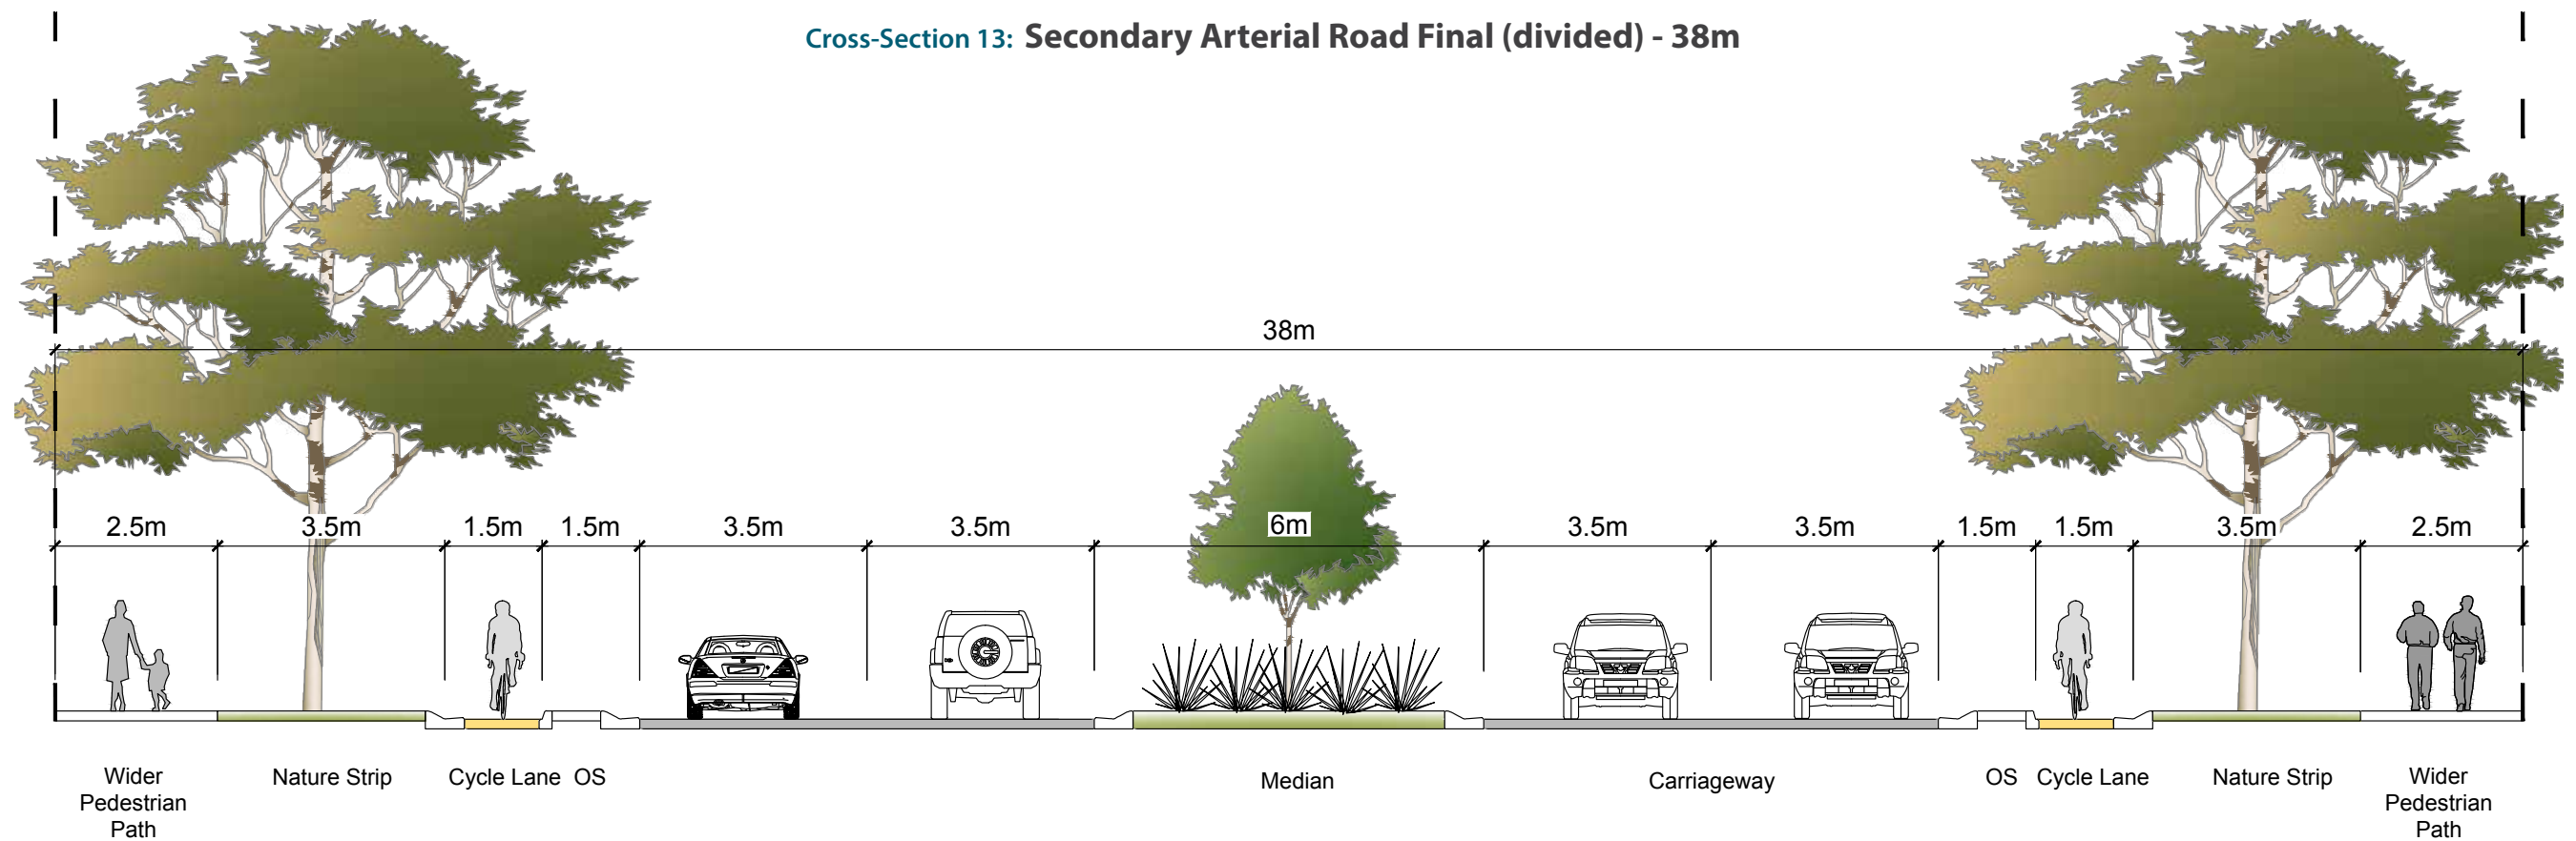 Cross-Section 13: Secondary Arterial Road Final (divided) - 38m
38m
2.5m 3.5m 1.5m 1.5m 3.5m 3.5m 6m 3.5m 3.5m 1.5m 1.5m 3.5m 2.5m
Wider Nature Strip Cycle Lane OS Median Carriageway OS Cycle Lane Nature Strip Wider
Pedestrian Pedestrian
Path Path